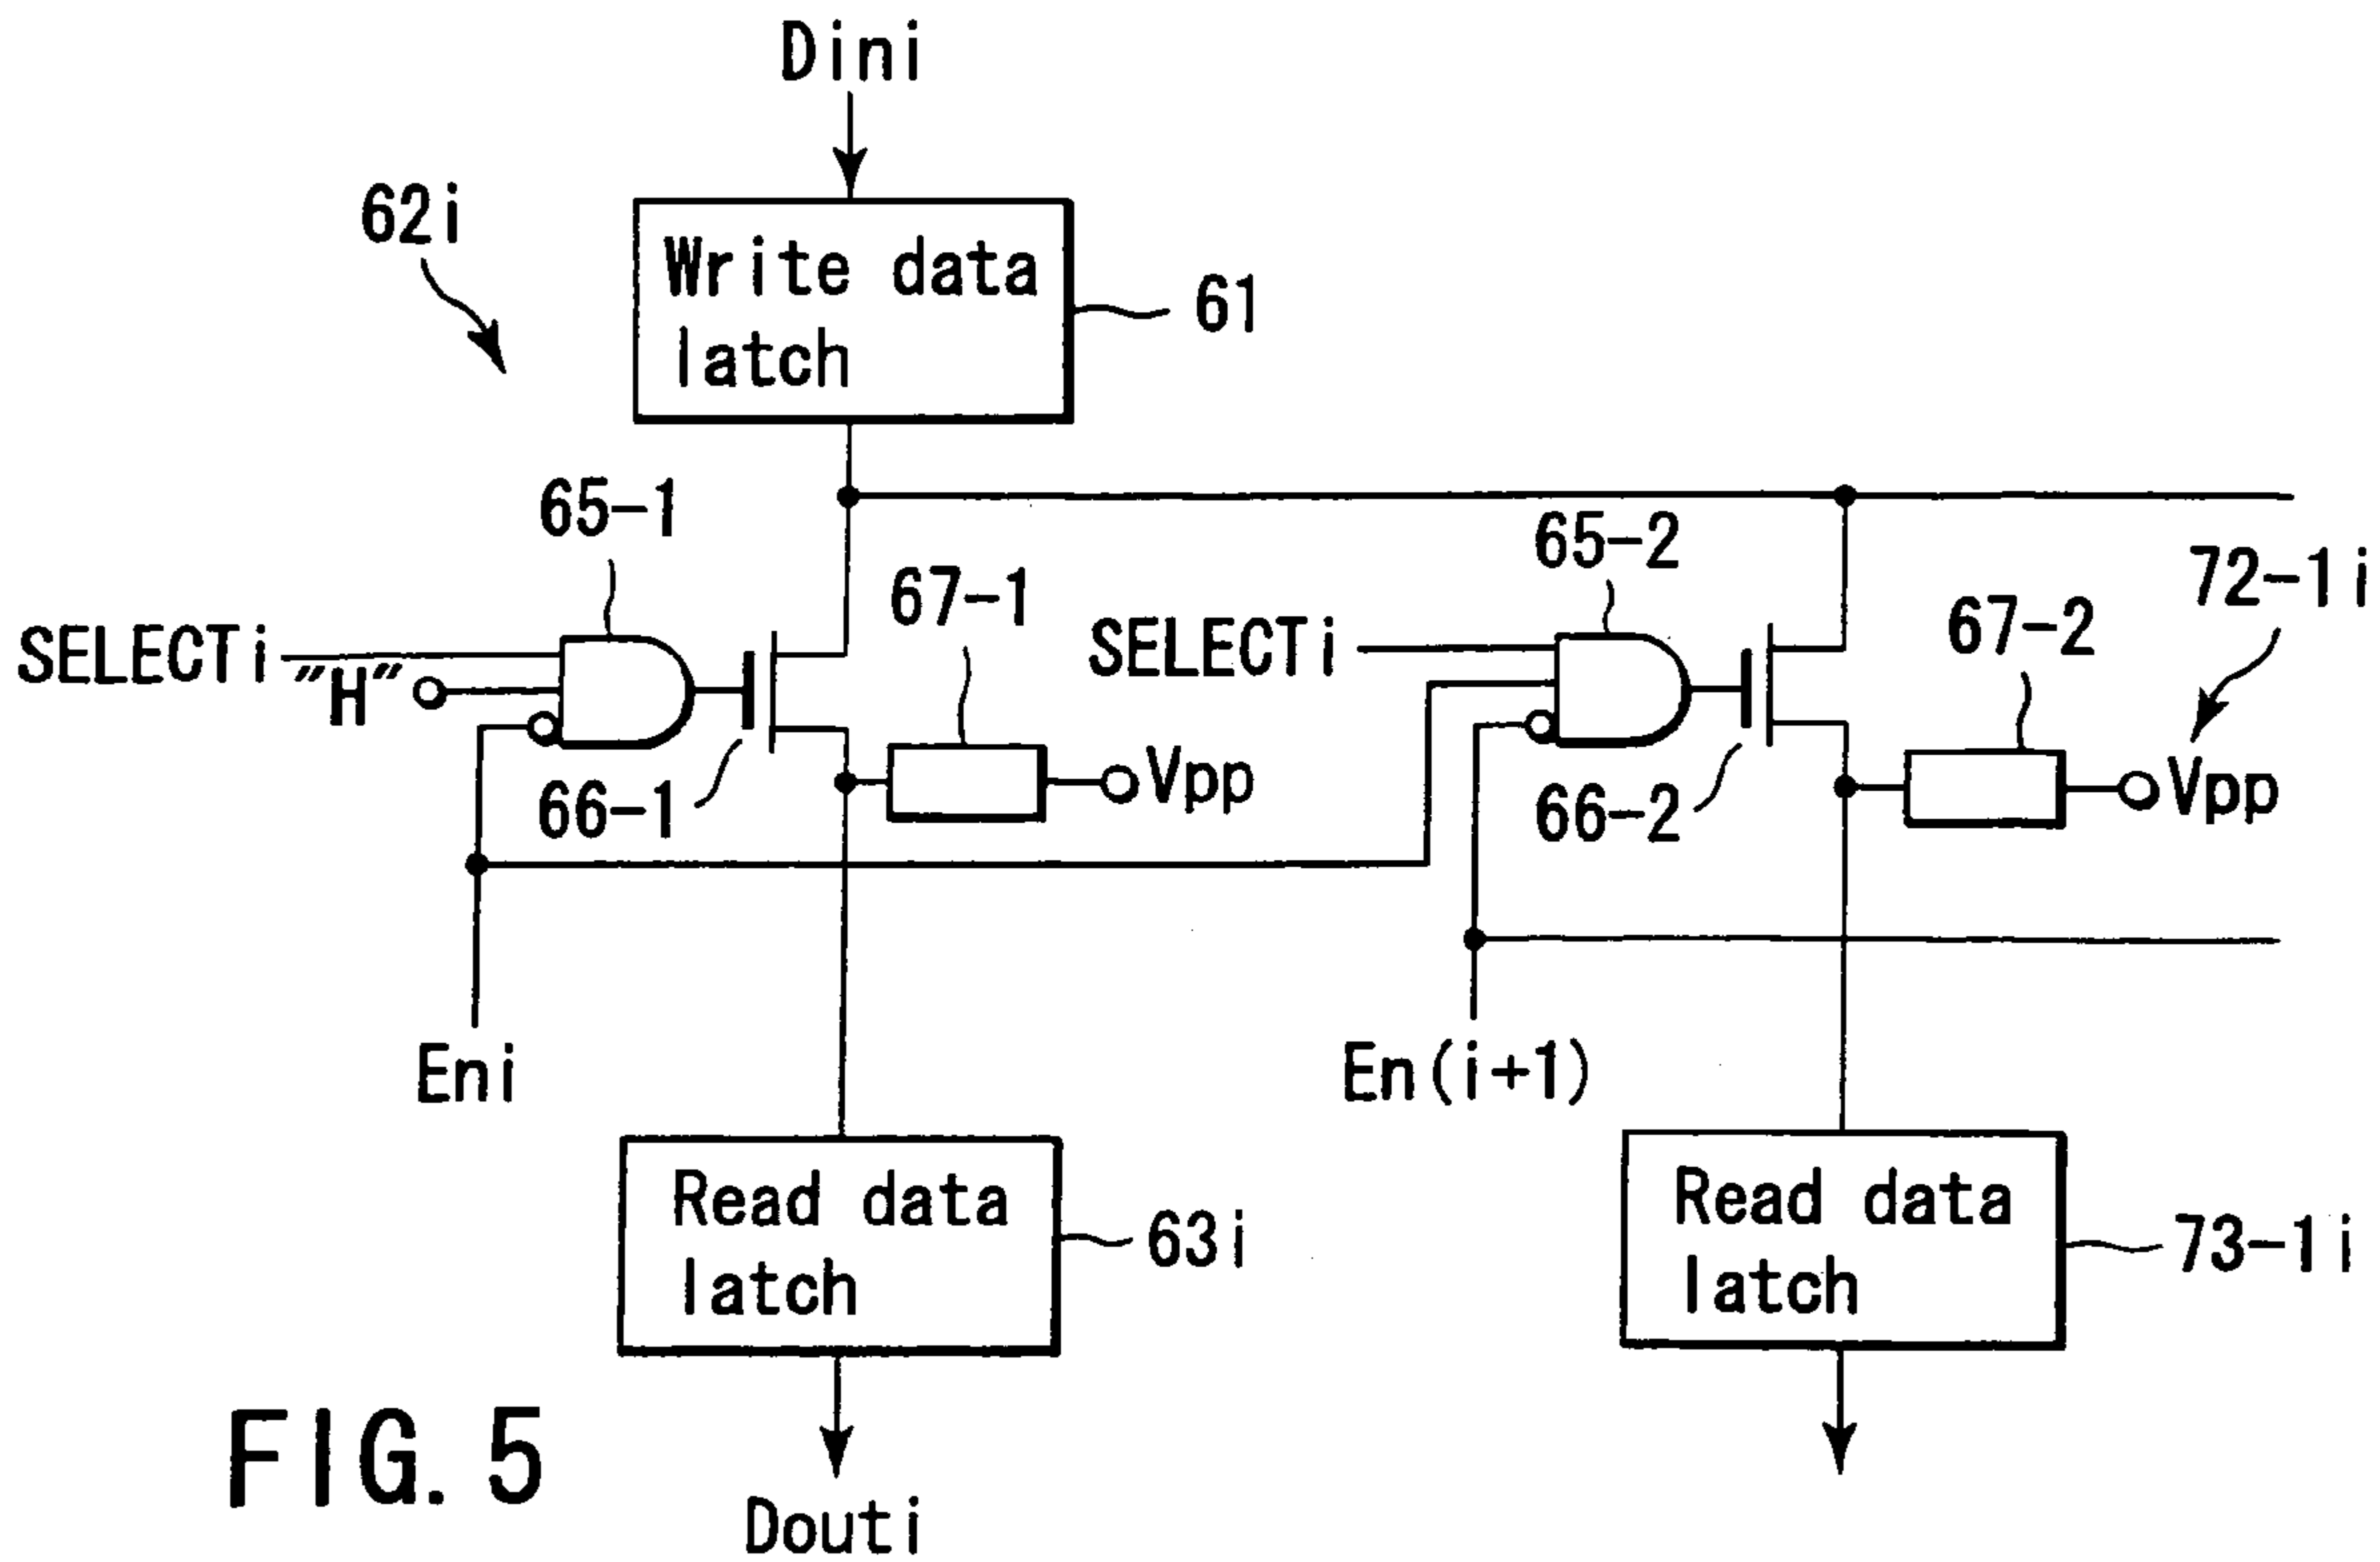 Dini
62i
Write data
latch
61
65-1
67-1
65-2
67-2
72-1i
SELECTi
"H"
SELECTi
66-1
Vpp
66-2
Vpp
Eni
En(i+1)
Read data
latch
63i
Read data
latch
73-1i
FIG. 5
Douti